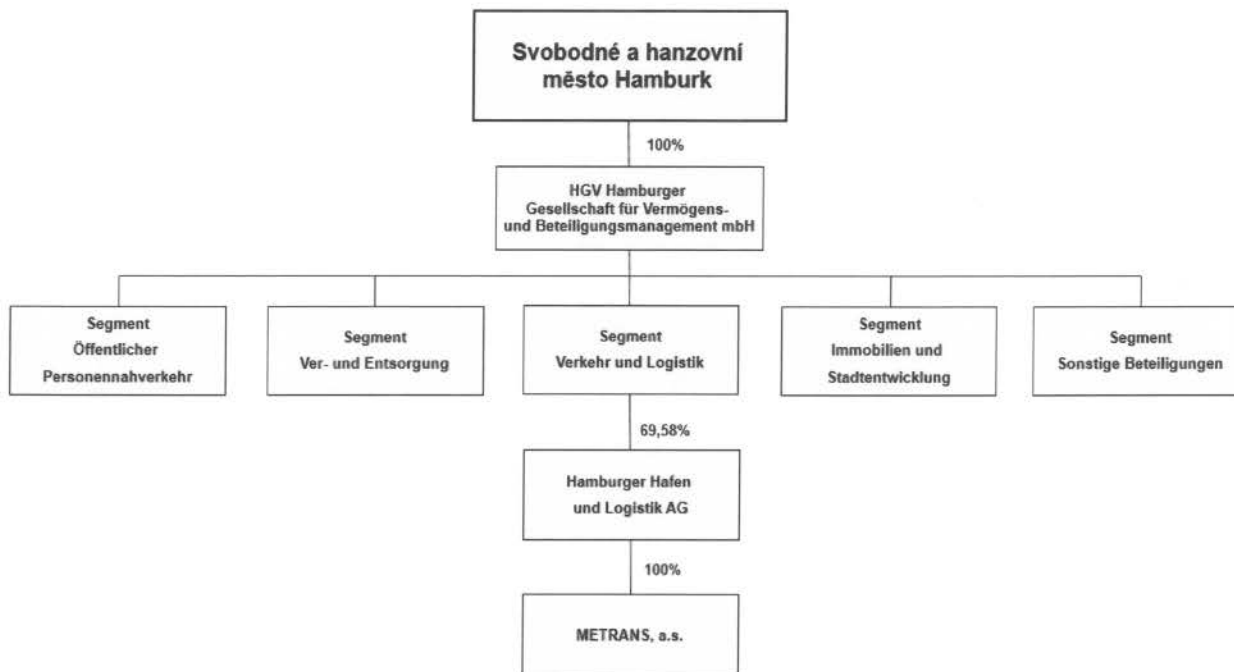 Svobodné a hanzovní
město Hamburk
100%
HGV Hamburger
Gesellschaft für Vermögens-
und Beteiligungsmanagement mbH
Segment
Öffentlicher
Personennahverkehr
Segment
Ver- und Entsorgung
Segment
Verkehr und Logistik
Segment
Immobilien und
Stadtentwicklung
Segment
Sonstige Beteiligungen
69,58%
Hamburger Hafen
und Logistik AG
100%
METRANS, a.s.